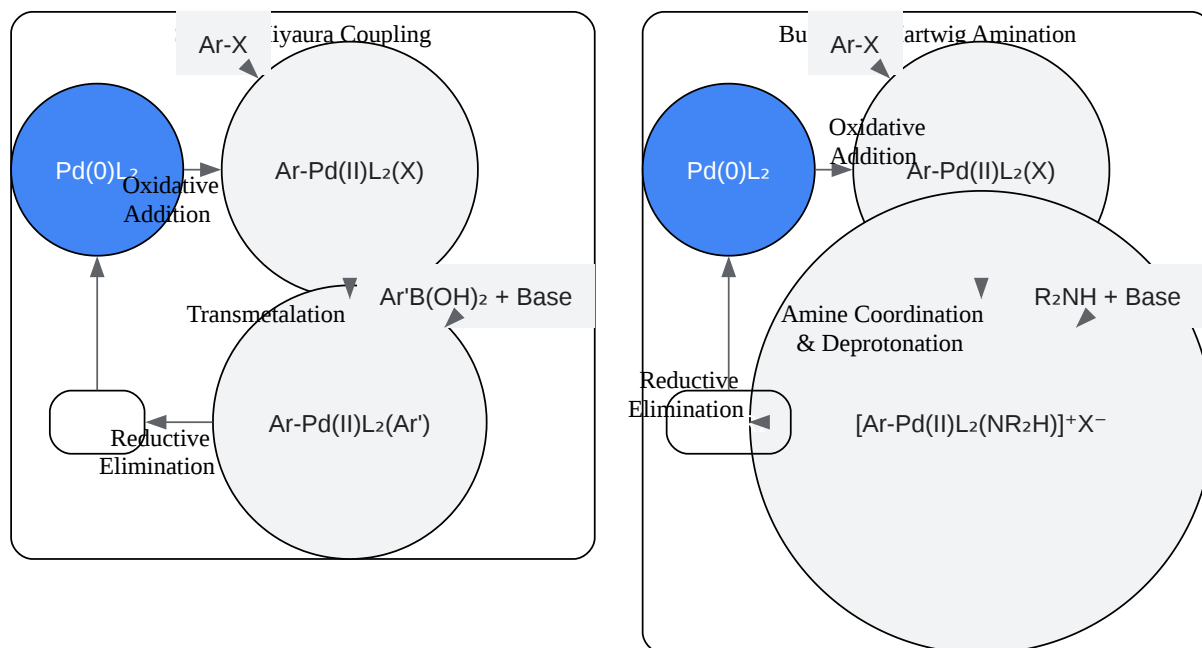 iyaura Coupling
Ar-X
Pd(0)L₂
Oxidative
Addition
Ar-Pd(II)L₂(X)
Transmetalation
Ar'B(OH)₂ + Base
Ar-Pd(II)L₂(Ar')
Reductive
Elimination
Bu artwig Amination
Ar-X
Pd(0)L₂
Oxidative
Addition
Ar-Pd(II)L₂(X)
Amine Coordination
& Deprotonation
R₂NH + Base
Reductive
Elimination
[Ar-Pd(II)L₂(NR₂H)]⁺X⁻